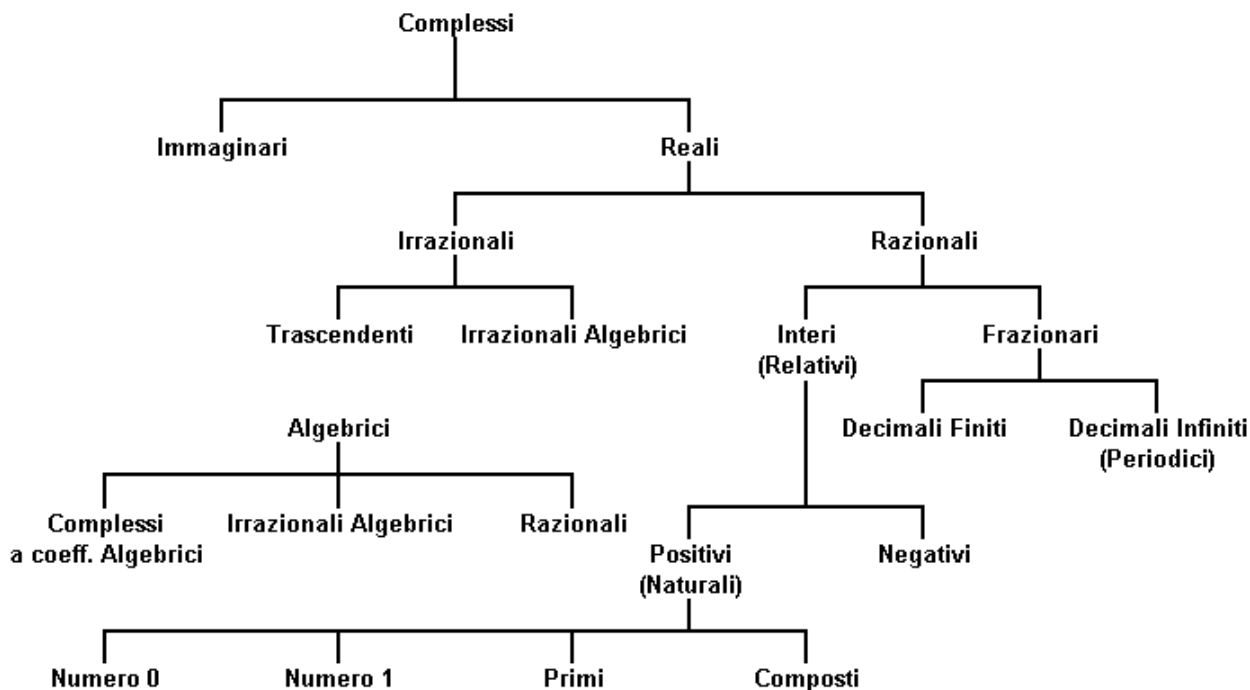 Complessi
Immaginari
Reali
Irrazionali
Razionali
Trascendenti
Irrazionali Algebrici
Interi
(Relativi)
Frazionari
Decimali Finiti
Decimali Infiniti
(Periodici)
Algebrici
Complessi
a coeff. Algebrici
Irrazionali Algebrici
Razionali
Positivi
(Naturali)
Negativi
Numero 0
Numero 1
Primi
Composti